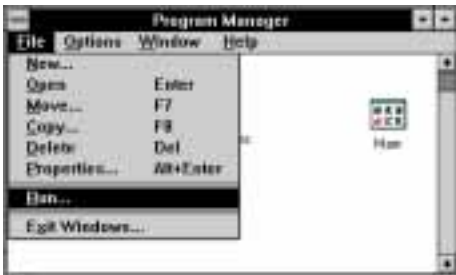 Program Manager
File Options Window Help
New...
Open Enter
Move... F7
Copy... F8
Delete Del
Properties... Alt+Enter
Run...
Exit Windows...